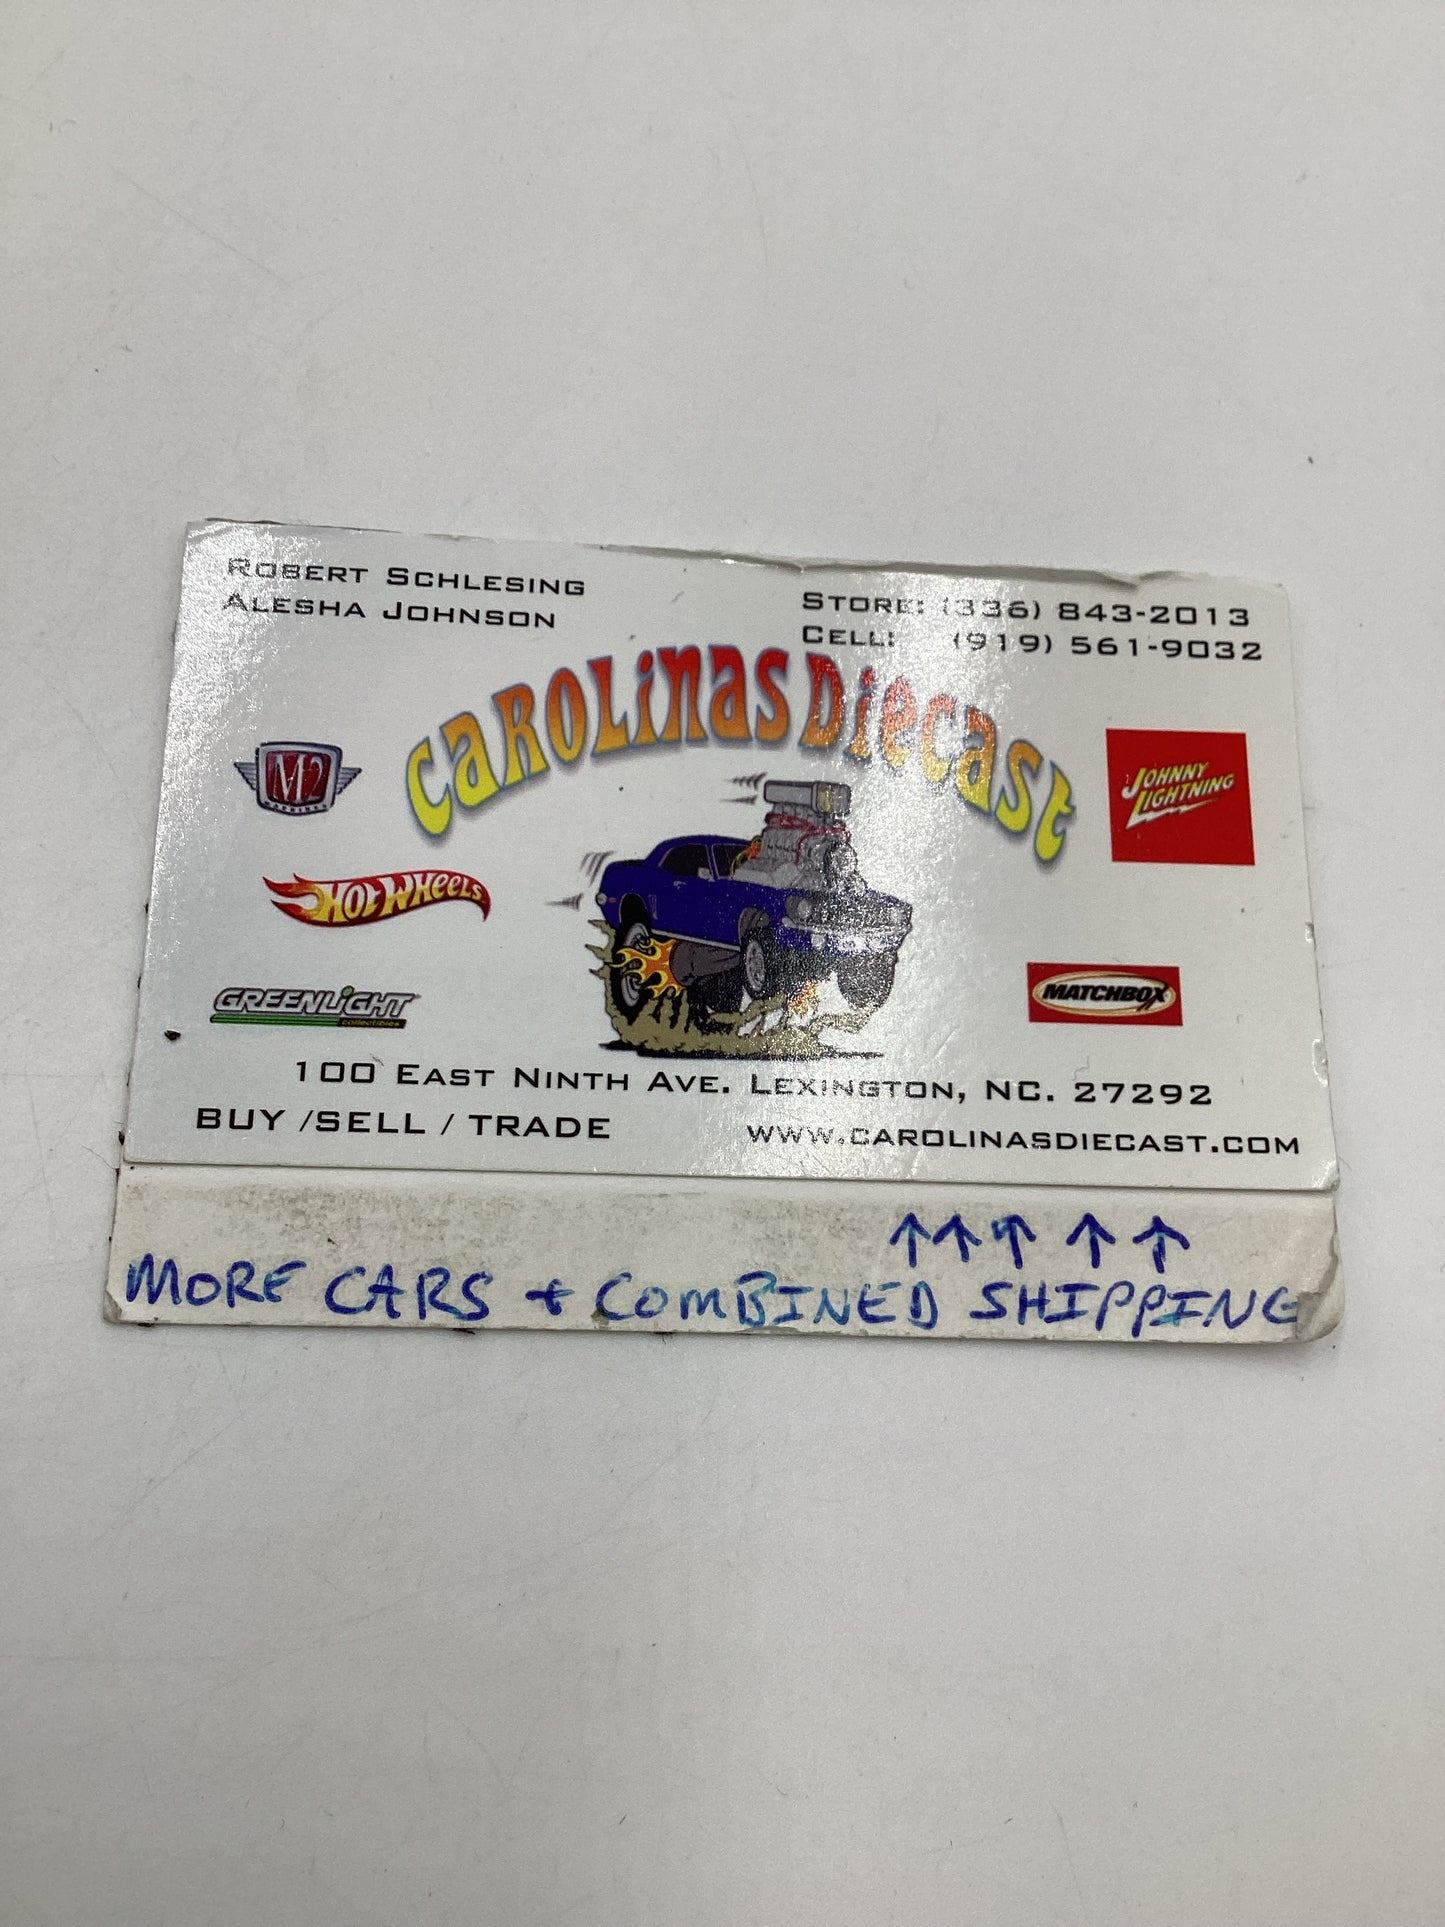 ROBERT SCHLESING
ALESHA JOHNSON
STORE: (336) 843-2013
CELL: (919) 561-9032
CAROLINAS DIECAST
M2
MACHINES
JOHNNY
LIGHTNING
HOT WHEELS
GREENLIGHT
collectibles
MATCHBOX
100 EAST NINTH AVE. LEXINGTON, NC. 27292
BUY /SELL / TRADE
WWW.CAROLINASDIECAST.COM
↑↑↑↑↑
MORE CARS + COMBINED SHIPPING